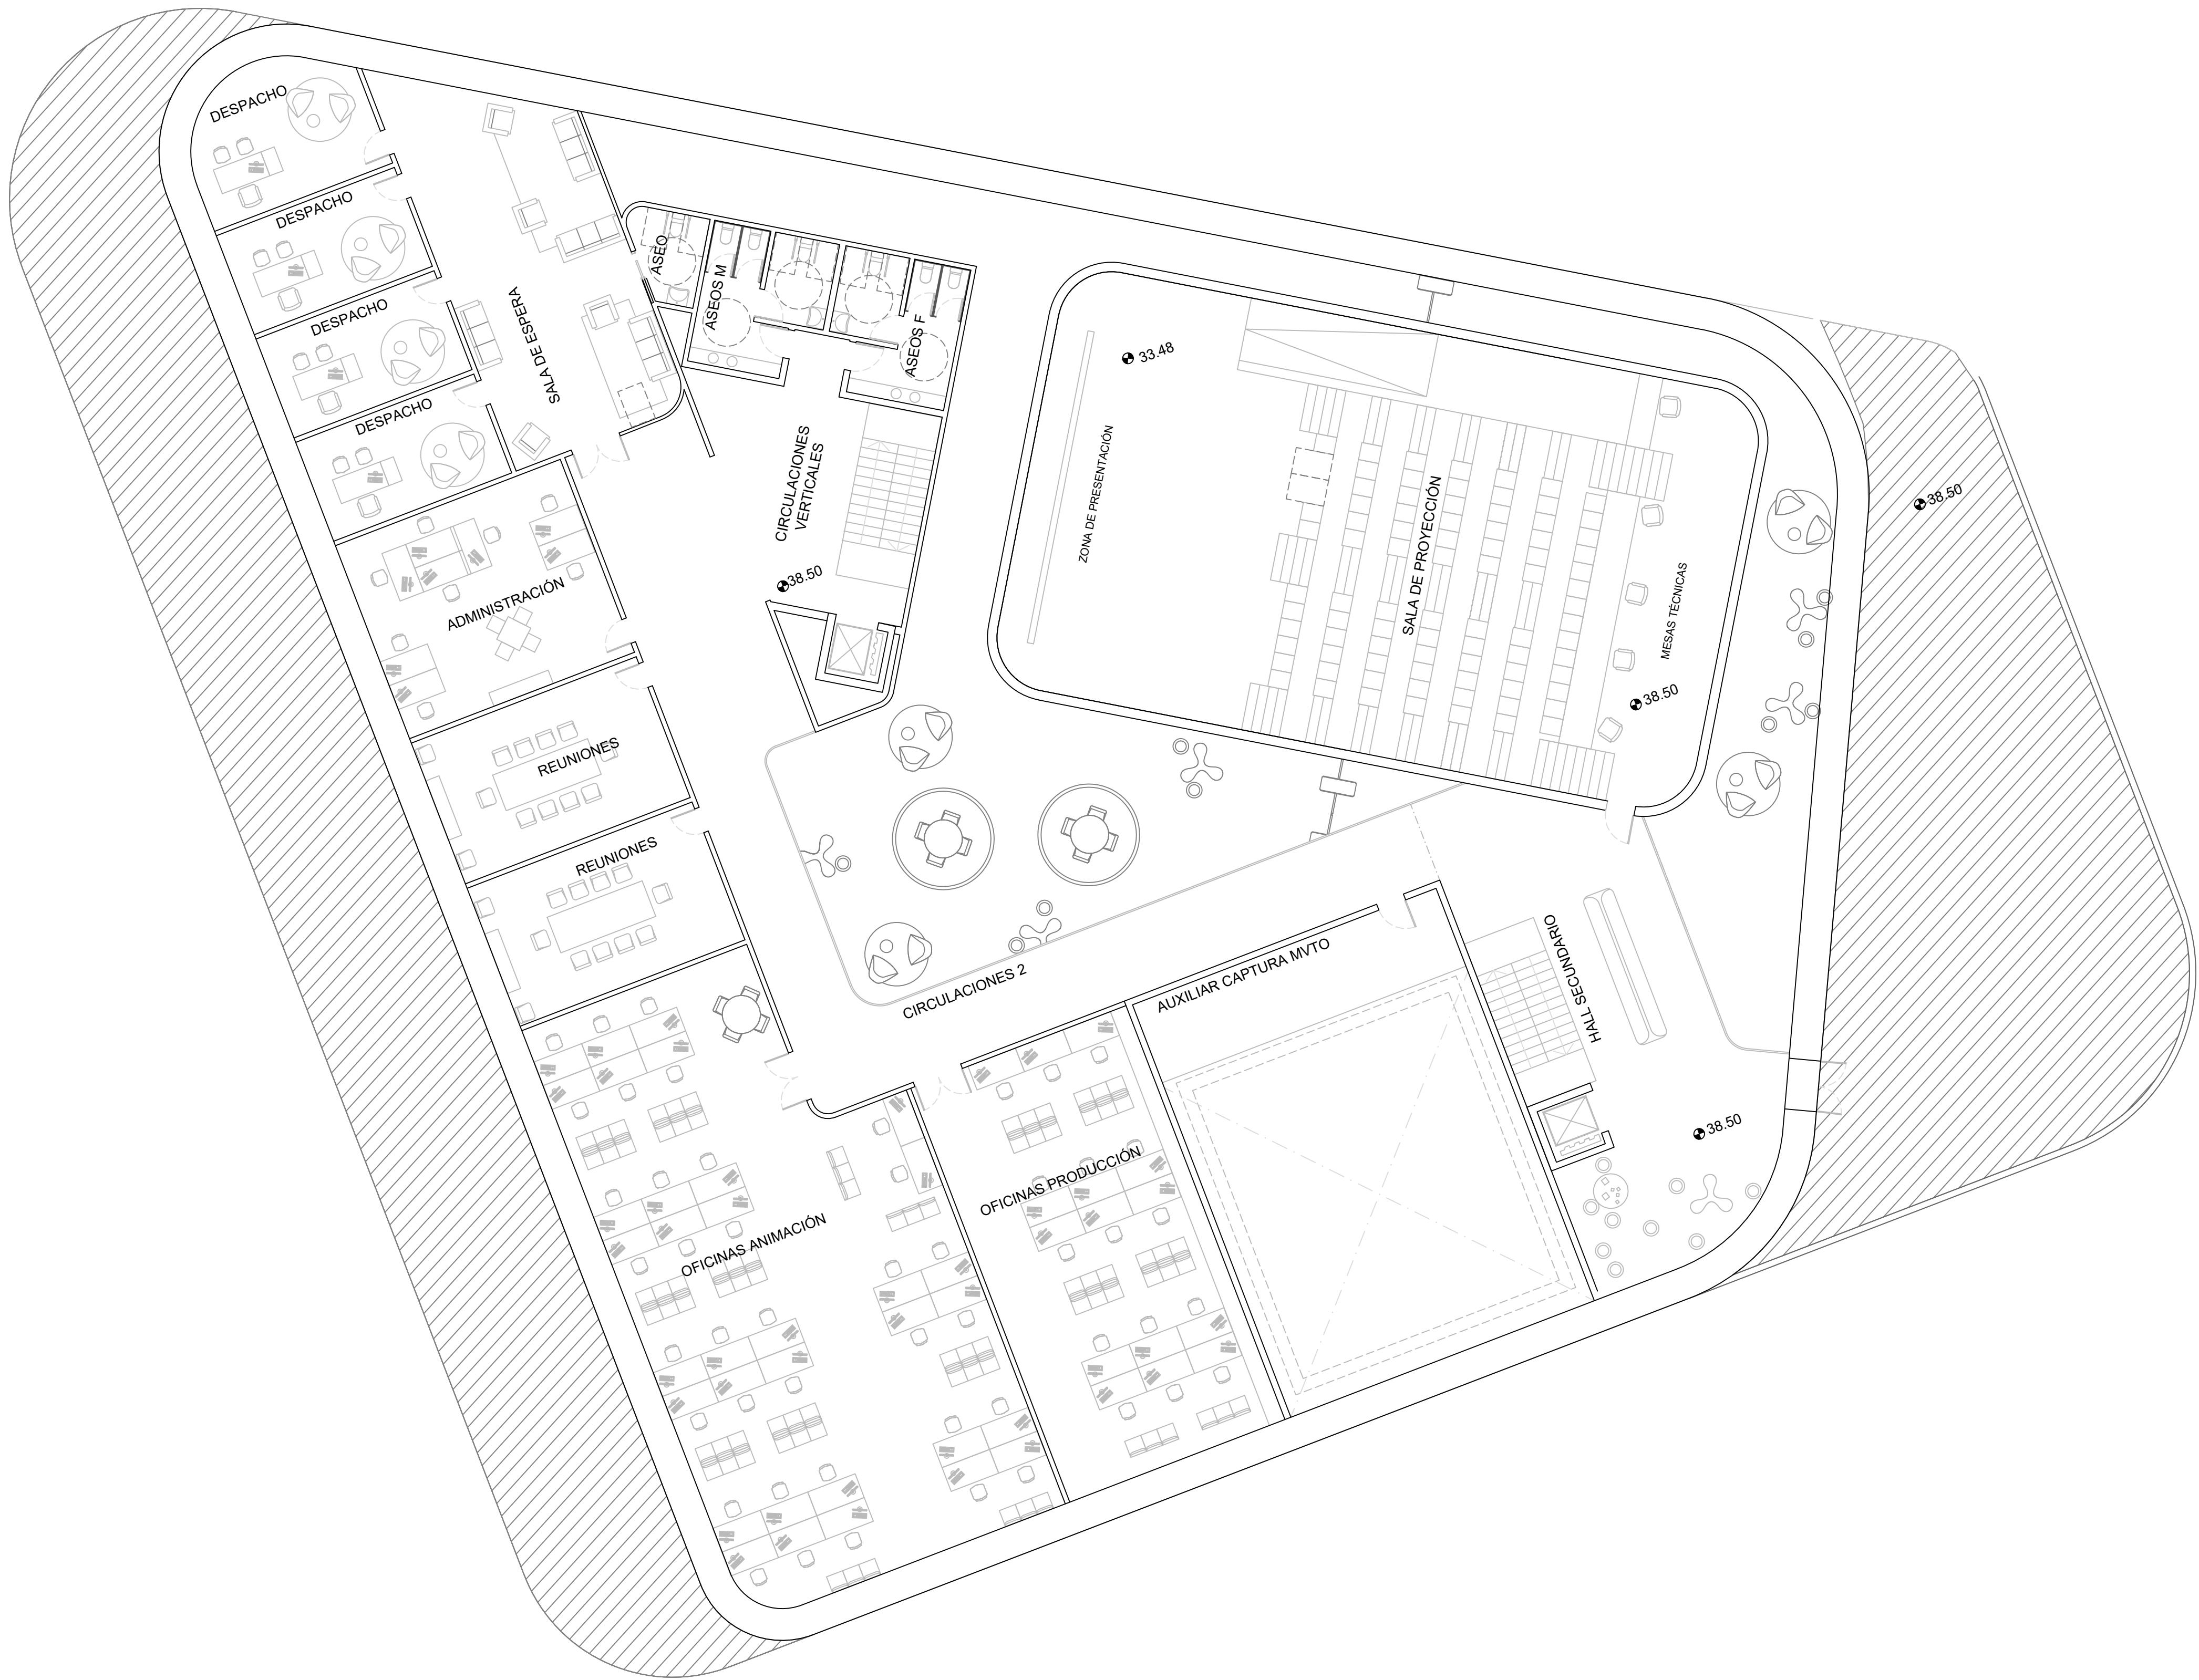 DESPACHO
DESPACHO
DESPACHO
DESPACHO
SALA DE ESPERA
ASEO
ASEOS M
ASEOS F
CIRCULACIONES
VERTICALES
38.50
33.48
ZONA DE PRESENTACIÓN
SALA DE PROYECCIÓN
MESAS TÉCNICAS
38.50
38.50
ADMINISTRACIÓN
REUNIONES
REUNIONES
CIRCULACIONES 2
AUXILIAR CAPTURA MVTO
HALL SECUNDARIO
38.50
OFICINAS PRODUCCIÓN
OFICINAS ANIMACIÓN